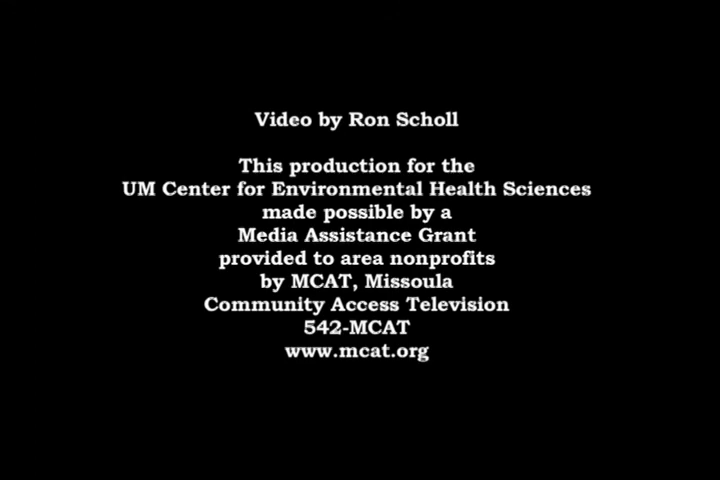 Video by Ron Scholl
This production for the
UM Center for Environmental Health Sciences
made possible by a
Media Assistance Grant
provided to area nonprofits
by MCAT, Missoula
Community Access Television
542-MCAT
www.mcat.org